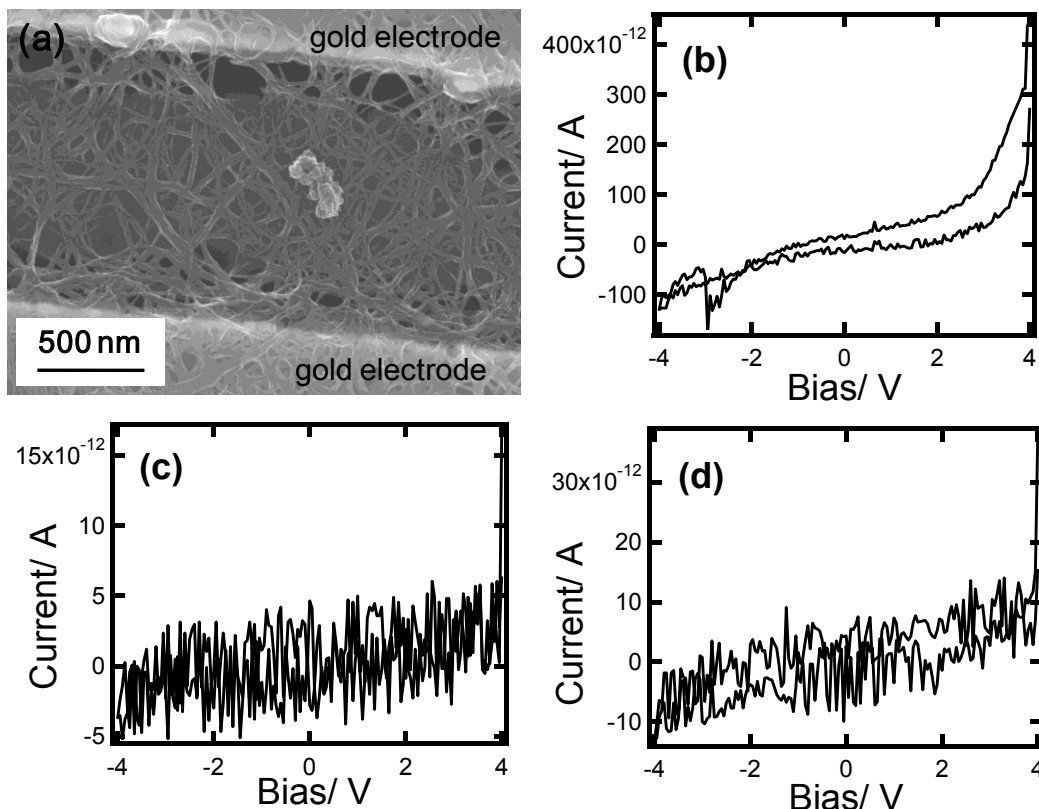 (a)
gold electrode
500 nm
gold electrode
(b)
400x10-12
300
200
100
0
-100
Current/ A
-4
-2
0
2
4
Bias/ V
(c)
15x10-12
10
5
0
-5
Current/ A
-4
-2
0
2
4
Bias/ V
(d)
30x10-12
20
10
0
-10
Current/ A
-4
-2
0
2
4
Bias/ V